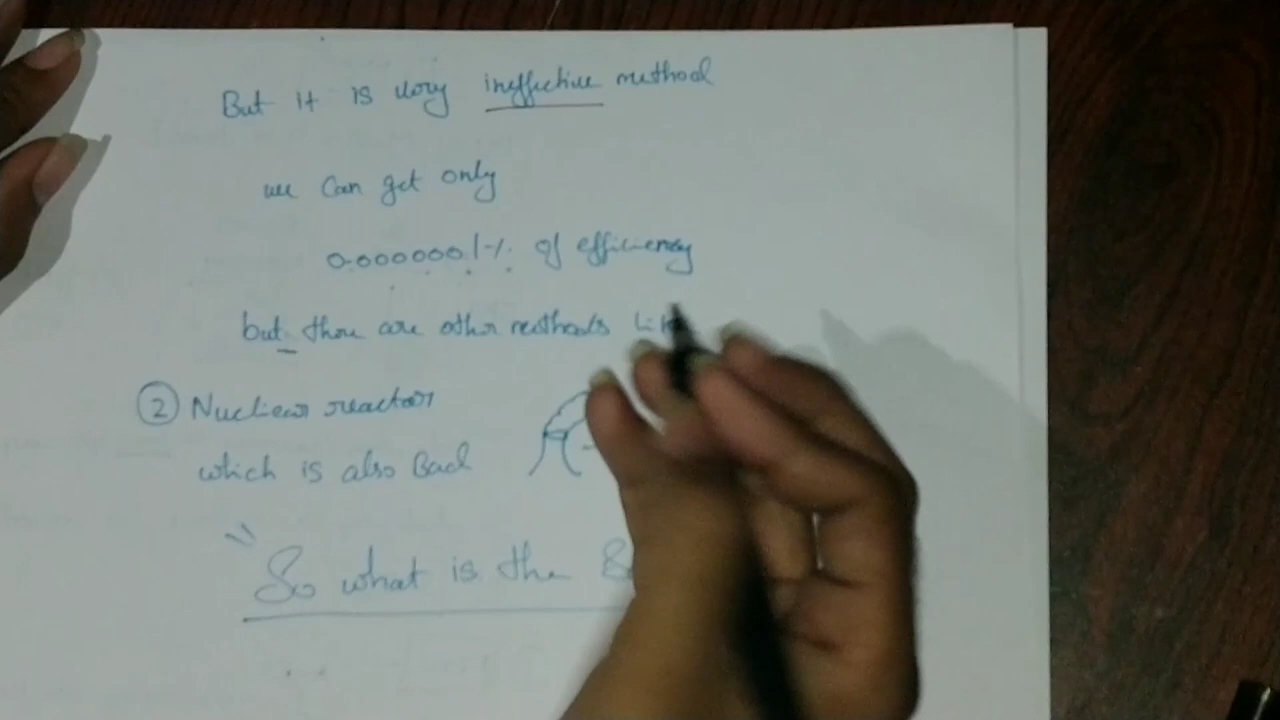 But it is very ineffective method
we can get only
0.0000001% of efficiency
but there are other methods like
② Nuclear reactor
which is also Bad
" So what is the